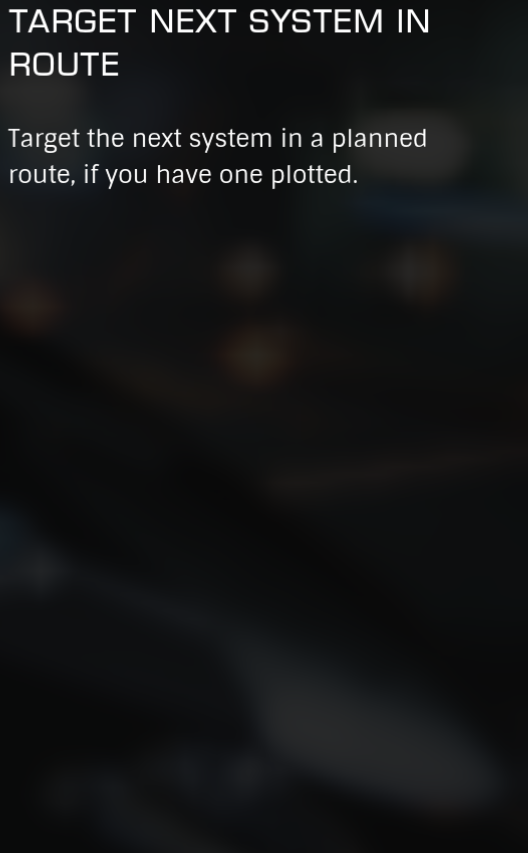 TARGET NEXT SYSTEM IN
ROUTE
Target the next system in a planned
route, if you have one plotted.